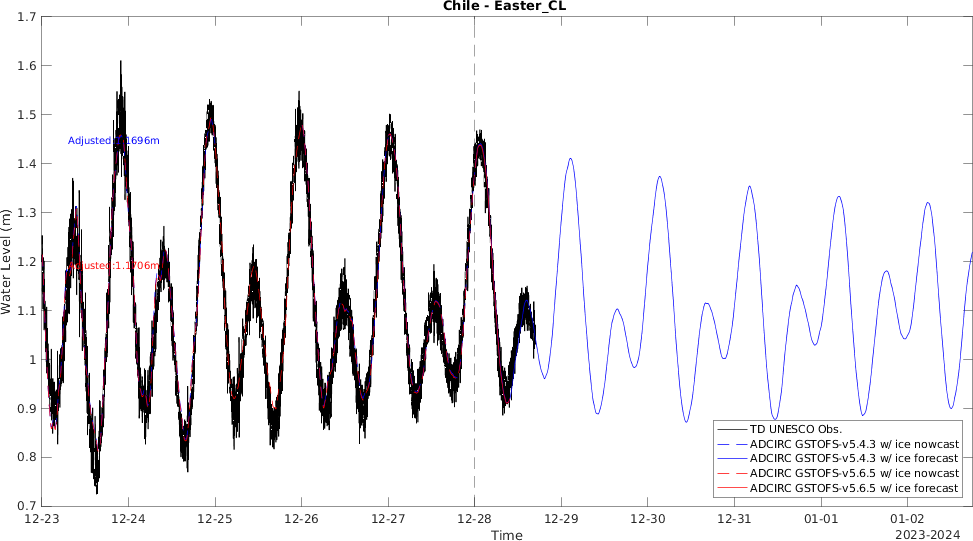 Chile - Easter_CL
1.7
1.6
1.5
1.4
1.3
1.2
1.1
1
0.9
0.8
0.7
Water Level (m)
Adjusted 1696m
Adjusted:1.1706m
TD UNESCO Obs.
ADCIRC GSTOFS-v5.4.3 w/ ice nowcast
ADCIRC GSTOFS-v5.4.3 w/ ice forecast
ADCIRC GSTOFS-v5.6.5 w/ ice nowcast
ADCIRC GSTOFS-v5.6.5 w/ ice forecast
12-23 12-24 12-25 12-26 12-27 12-28 12-29 12-30 12-31 01-01 01-02
Time
2023-2024